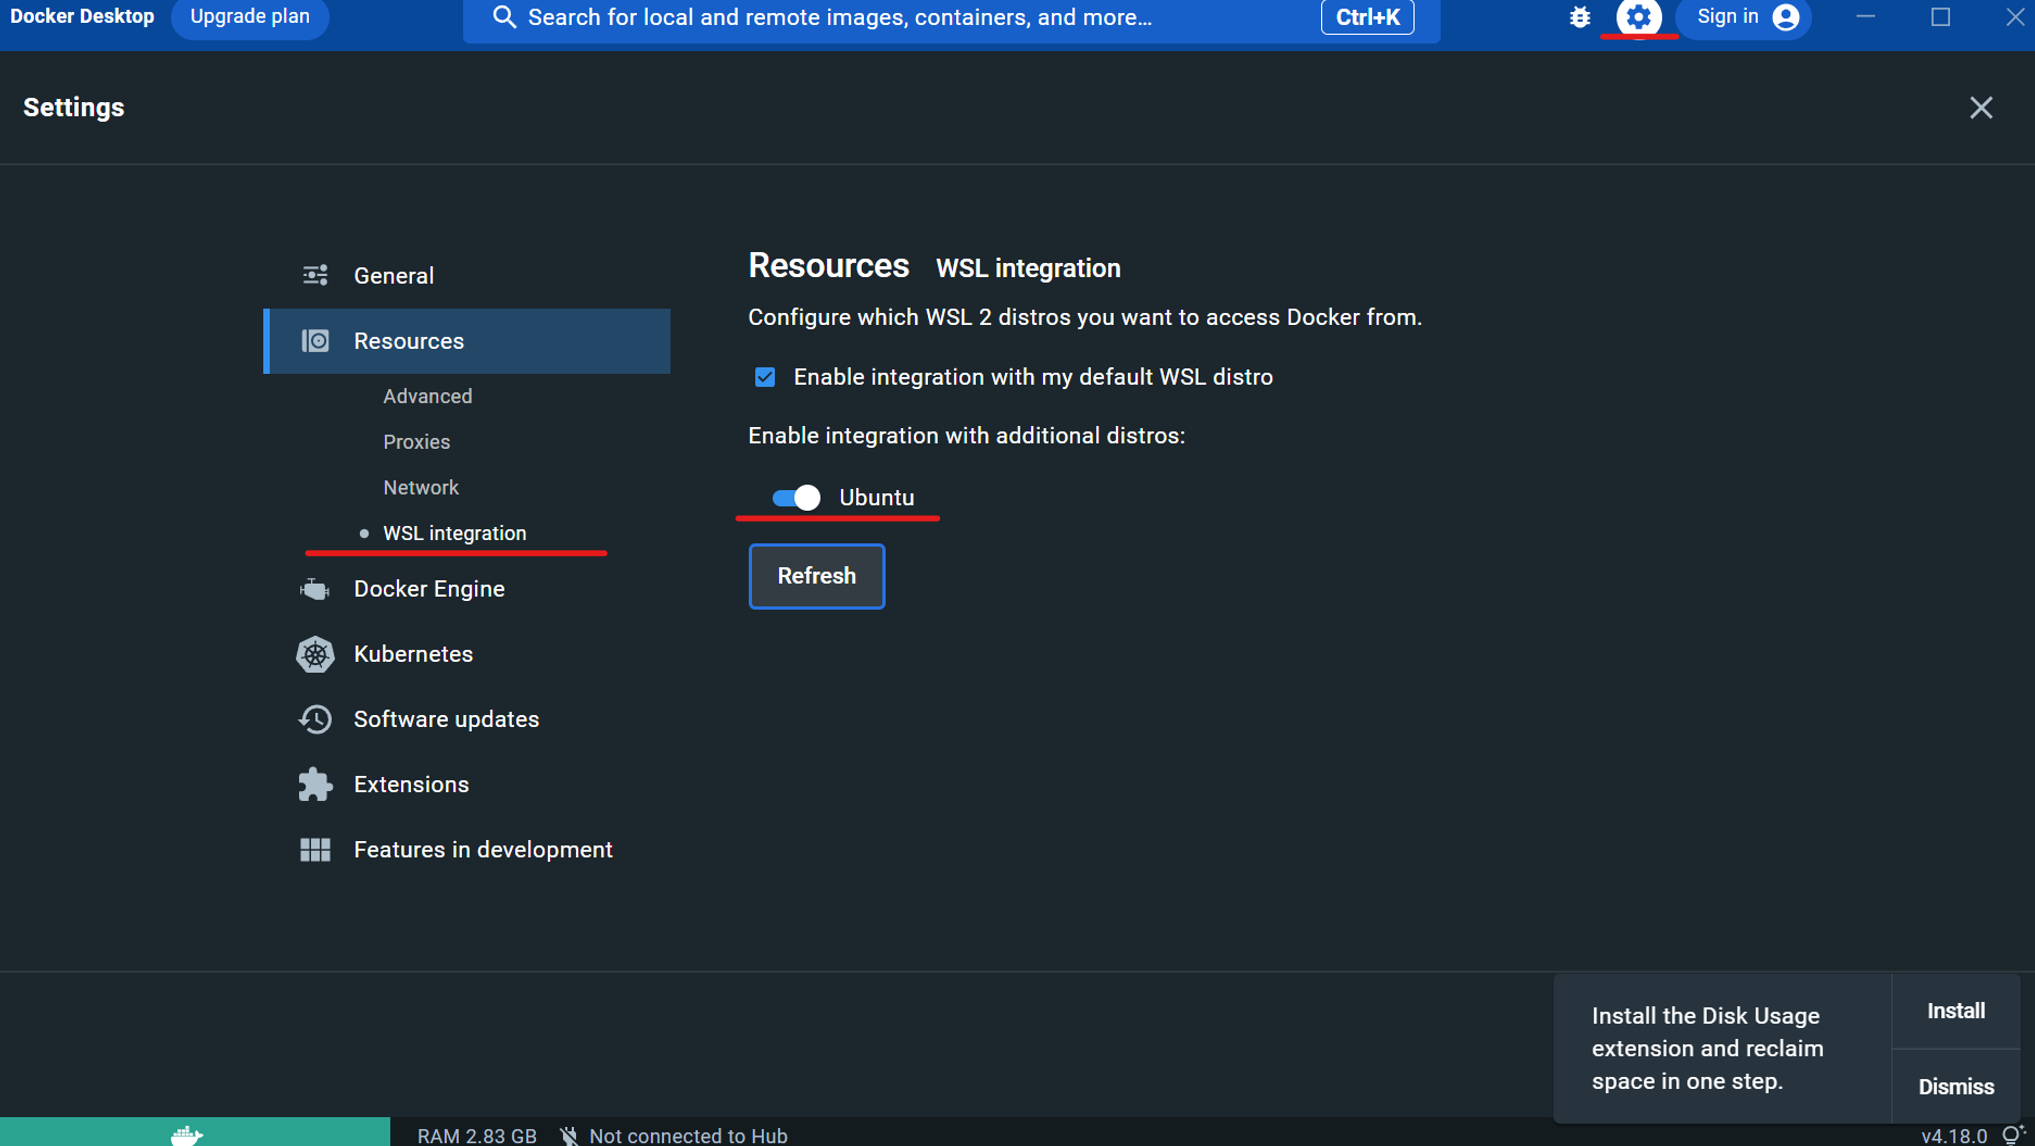 Docker Desktop Upgrade plan Search for local and remote images, containers, and more... Ctrl+K Sign in
Settings
General
Resources
Advanced
Proxies
Network
WSL integration
Docker Engine
Kubernetes
Software updates
Extensions
Features in development
Resources WSL integration
Configure which WSL 2 distros you want to access Docker from.
Enable integration with my default WSL distro
Enable integration with additional distros:
Ubuntu
Refresh
Install the Disk Usage
extension and reclaim
space in one step.
Install
Dismiss
RAM 2.83 GB Not connected to Hub v4.18.0